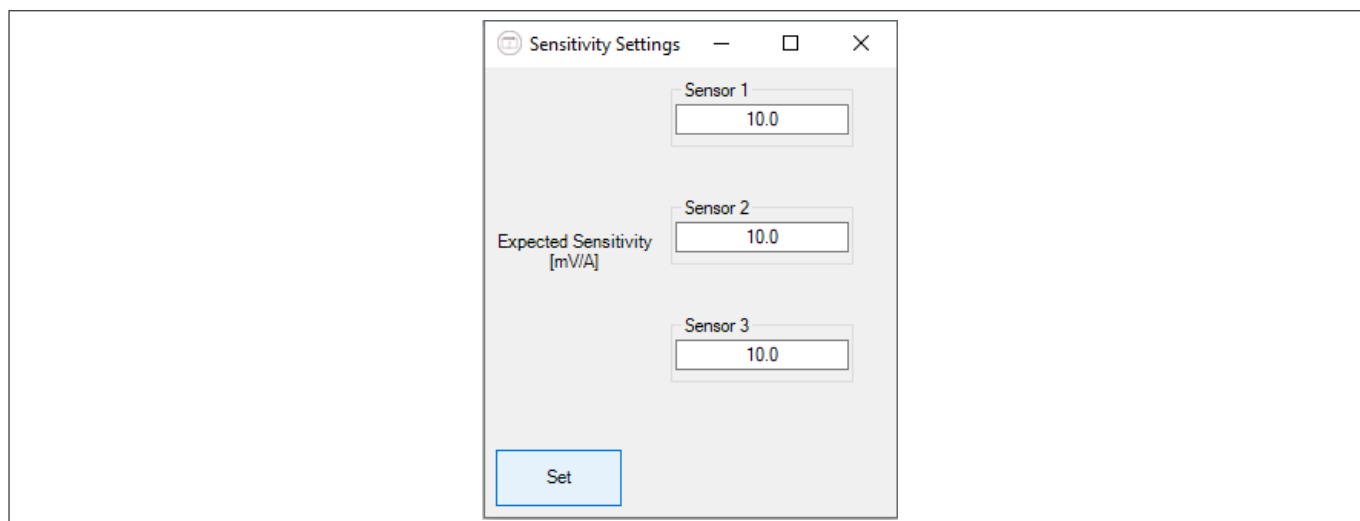 Sensitivity Settings
Sensor 1
10.0
Sensor 2
10.0
Expected Sensitivity
[mV/A]
Sensor 3
10.0
Set